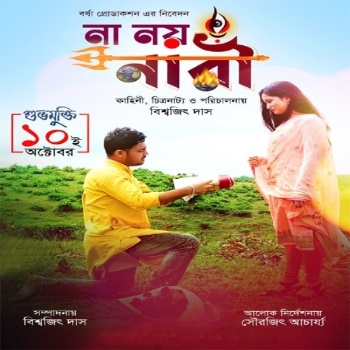 বর্ষা প্রোডাকশন এর নিবেদন
না নয়
নারী
কাহিনী, চিত্রনাট্য ও পরিচালনায়
বিশ্বজিৎ দাস
শুভমুক্তি
১০ই
অক্টোবর
সম্পাদনায়
বিশ্বজিৎ দাস
আলোক নির্দেশনায়
সৌরজিৎ আচার্য্য